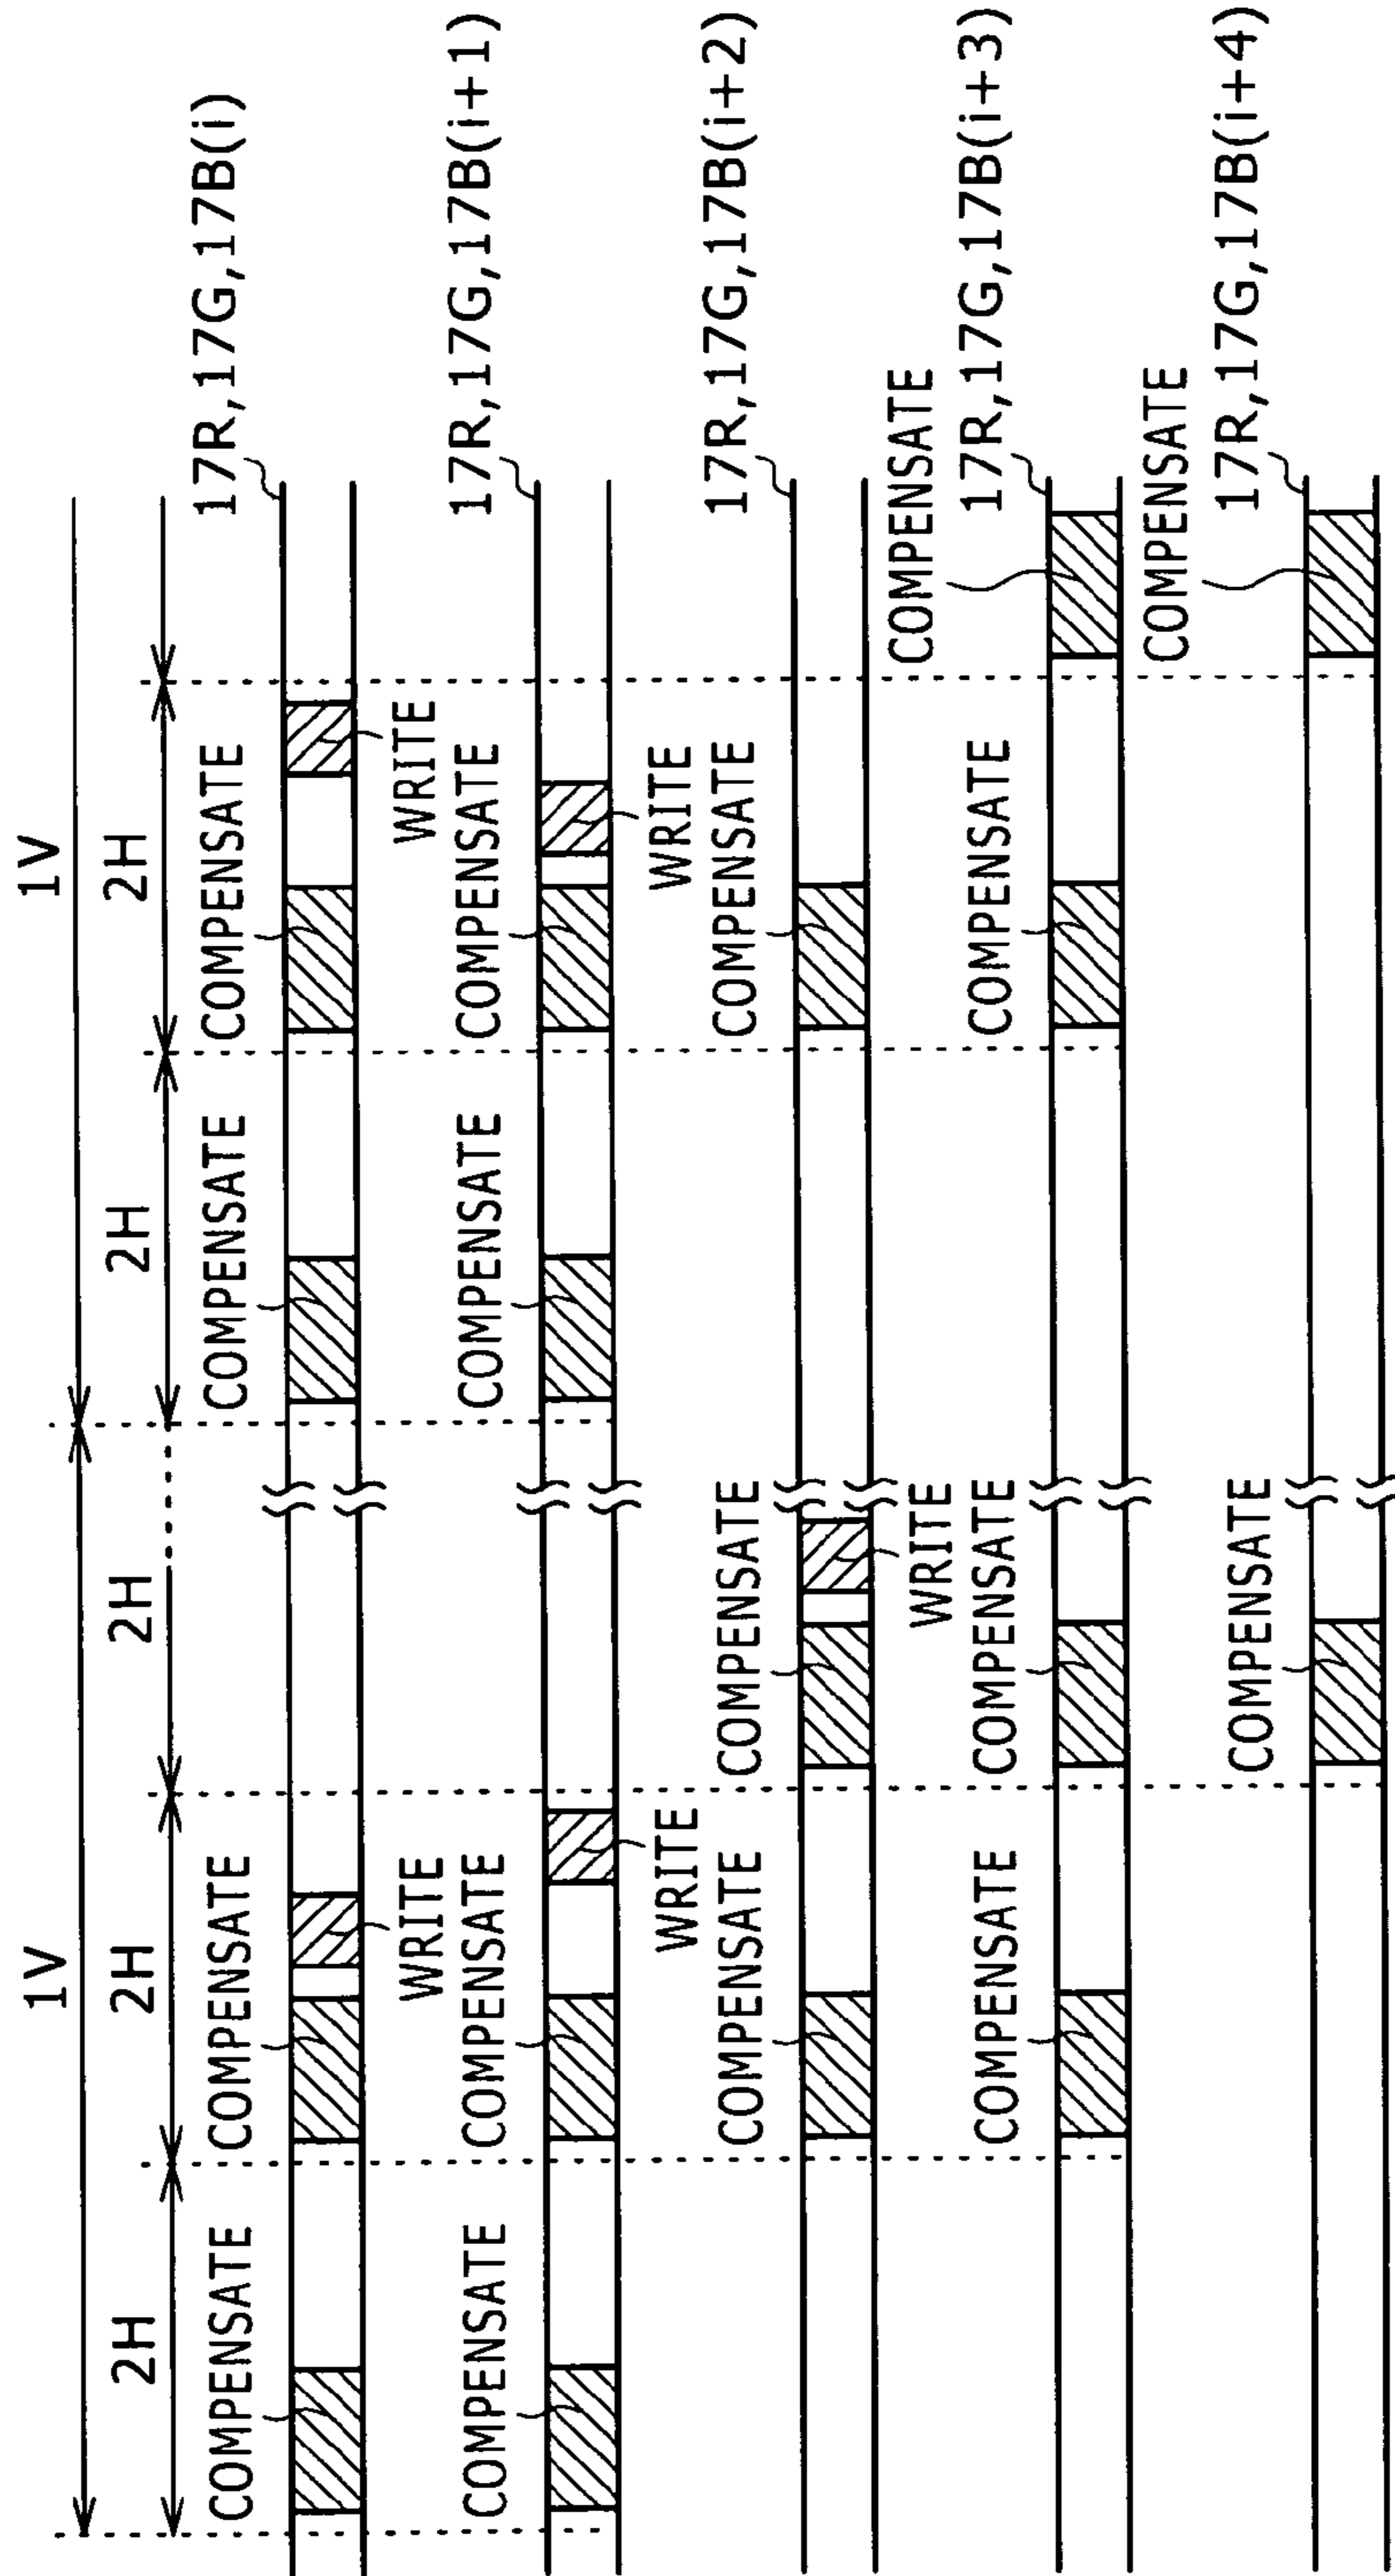 1V
1V
2H
2H
2H
2H
2H
COMPENSATE
COMPENSATE
COMPENSATE
COMPENSATE
17R,17G,17B(i)
WRITE
WRITE
COMPENSATE
COMPENSATE
COMPENSATE
COMPENSATE
17R,17G,17B(i+1)
WRITE
WRITE
COMPENSATE
COMPENSATE
COMPENSATE
17R,17G,17B(i+2)
WRITE
COMPENSATE
COMPENSATE
COMPENSATE
COMPENSATE
17R,17G,17B(i+3)
COMPENSATE
COMPENSATE
17R,17G,17B(i+4)